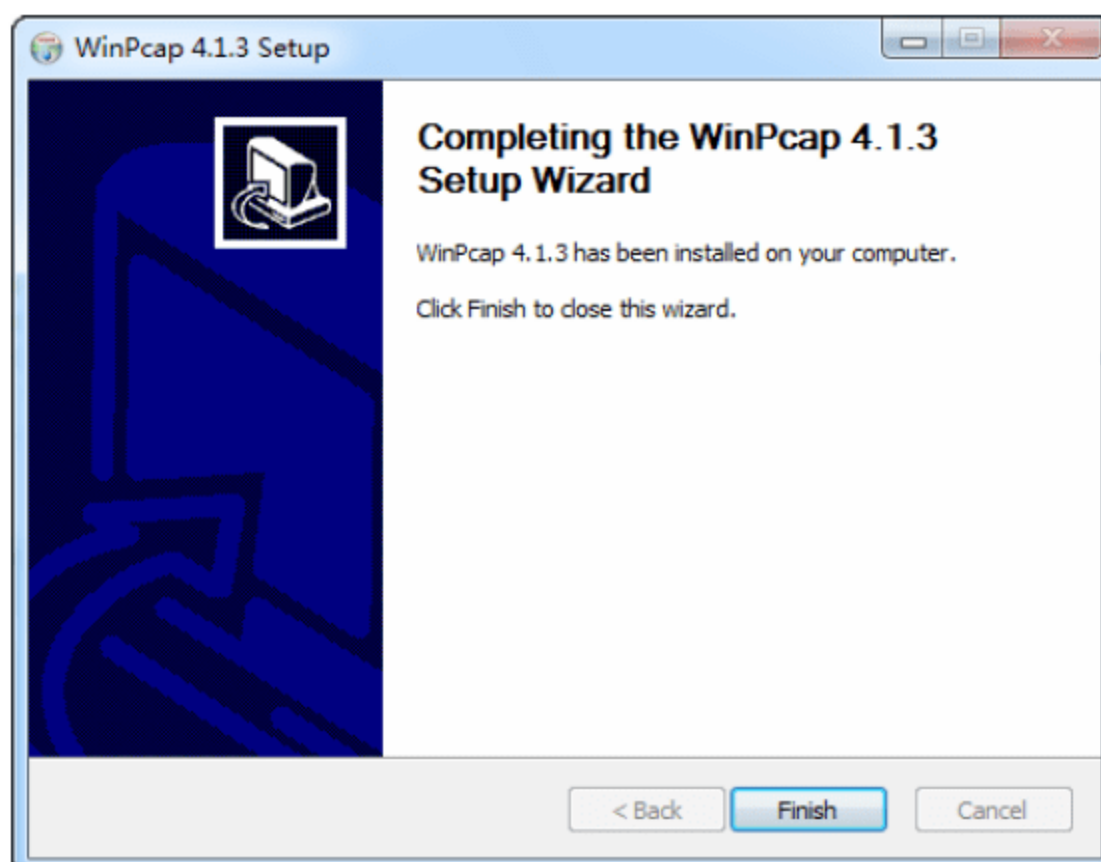 WinPcap 4.1.3 Setup
Completing the WinPcap 4.1.3
Setup Wizard
WinPcap 4.1.3 has been installed on your computer.
Click Finish to close this wizard.
< Back
Finish
Cancel